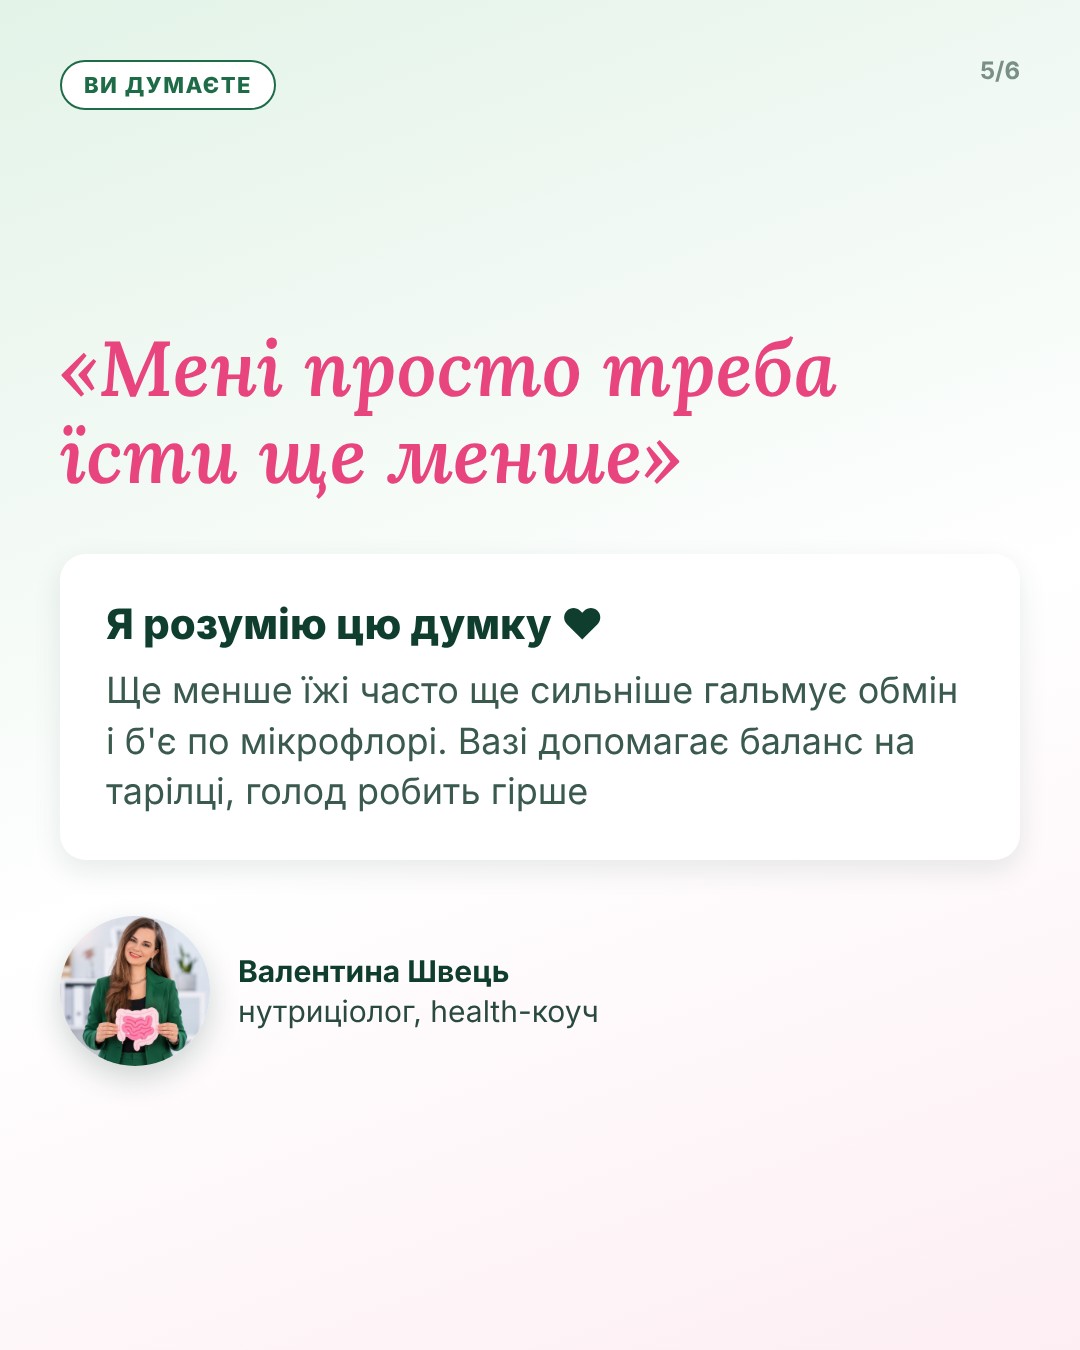 ВИ ДУМАЄТЕ
5/6
«Мені просто треба
їсти ще менше»
Я розумію цю думку ♥
Ще менше їжі часто ще сильніше гальмує обмін
і б'є по мікрофлорі. Вазі допомагає баланс на
тарілці, голод робить гірше
Валентина Швець
нутриціолог, health-коуч